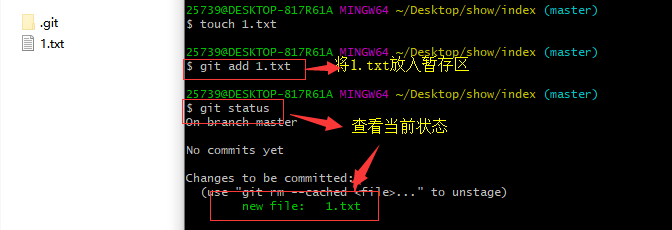 .git
1.txt
25739@DESKTOP-817R61A MINGW64 ~/Desktop/show/index (master)
$ touch 1.txt
25739@DESKTOP-817R61A MINGW64 ~/Desktop/show/index (master)
$ git add 1.txt 将1.txt放入暂存区
25739@DESKTOP-817R61A MINGW64 ~/Desktop/show/index (master)
$ git status
On branch master 查看当前状态
No commits yet
Changes to be committed:
(use "git rm --cached <file>..." to unstage)
new file: 1.txt